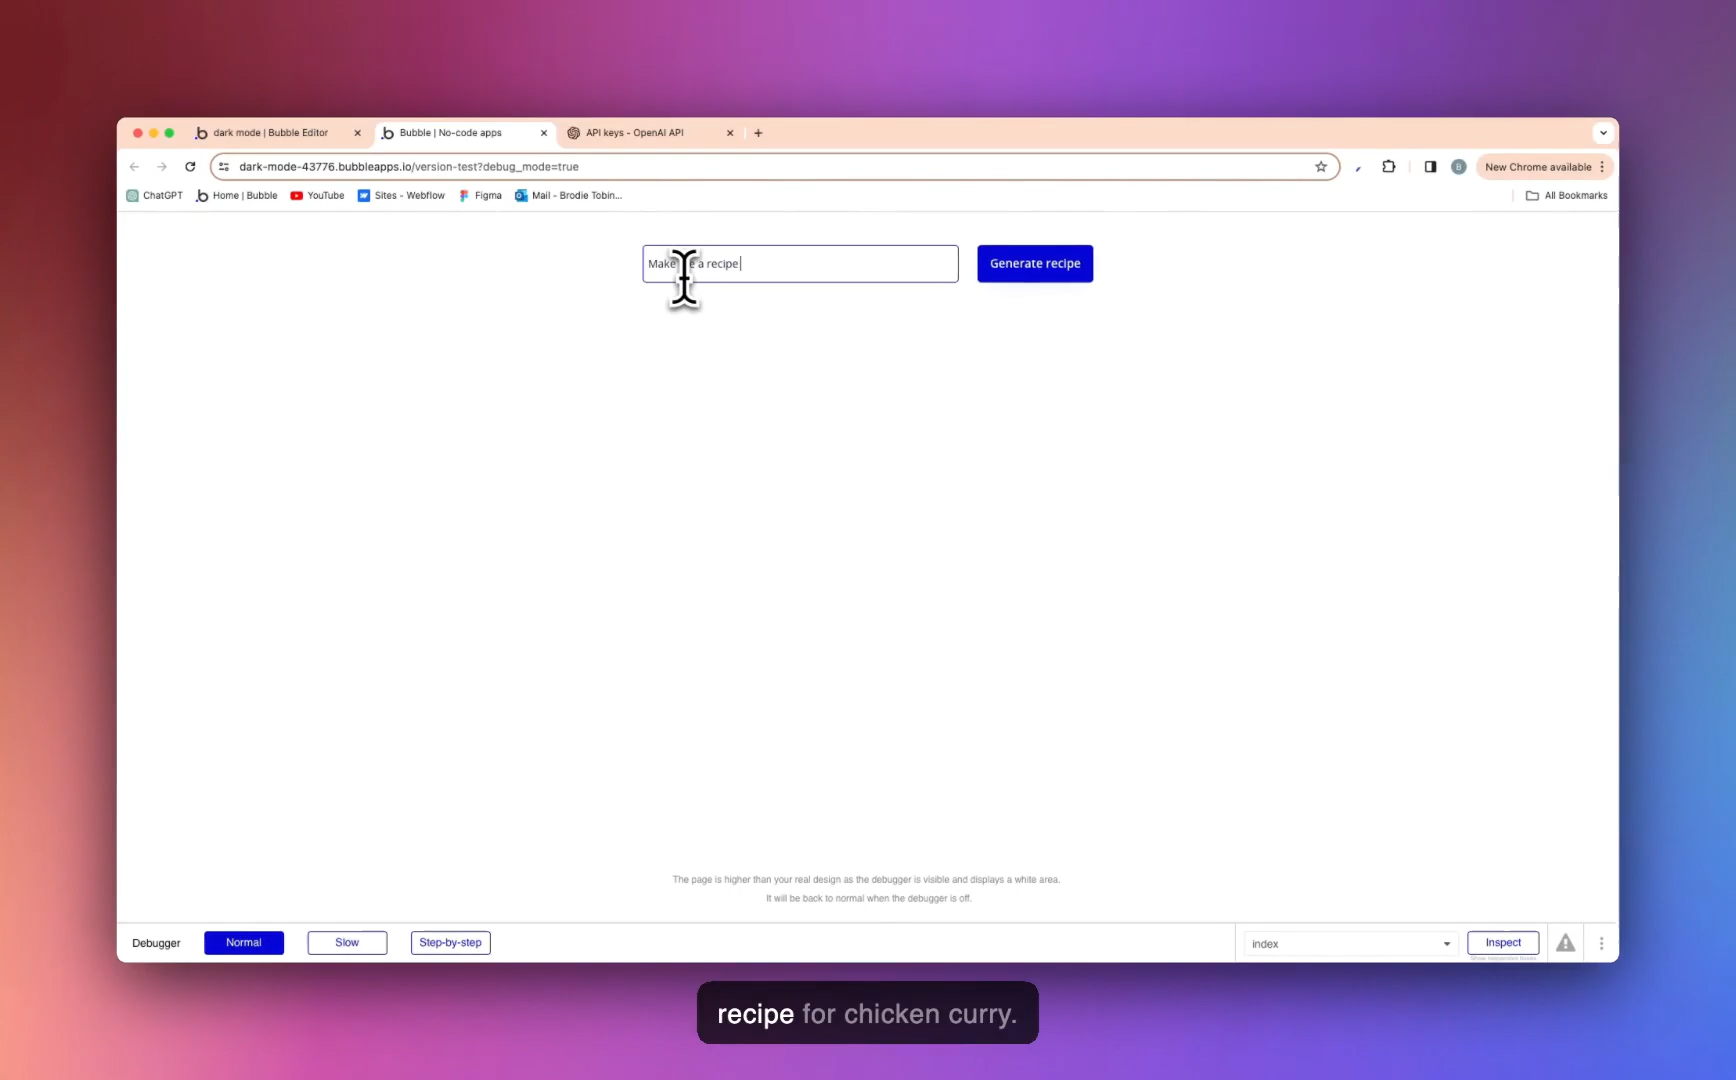 dark mode | Bubble Editor
Bubble | No-code apps
API keys - OpenAI API
dark-mode-43776.bubbleapps.io/version-test?debug_mode=true
B
New Chrome available
ChatGPT
Home | Bubble
YouTube
Sites - Webflow
Figma
Mail - Brodie Tobin...
All Bookmarks
Make e a recipe
Generate recipe
The page is higher than your real design as the debugger is visible and displays a white area.
It will be back to normal when the debugger is off.
Debugger
Normal
Slow
Step-by-step
index
Inspect
recipe for chicken curry.